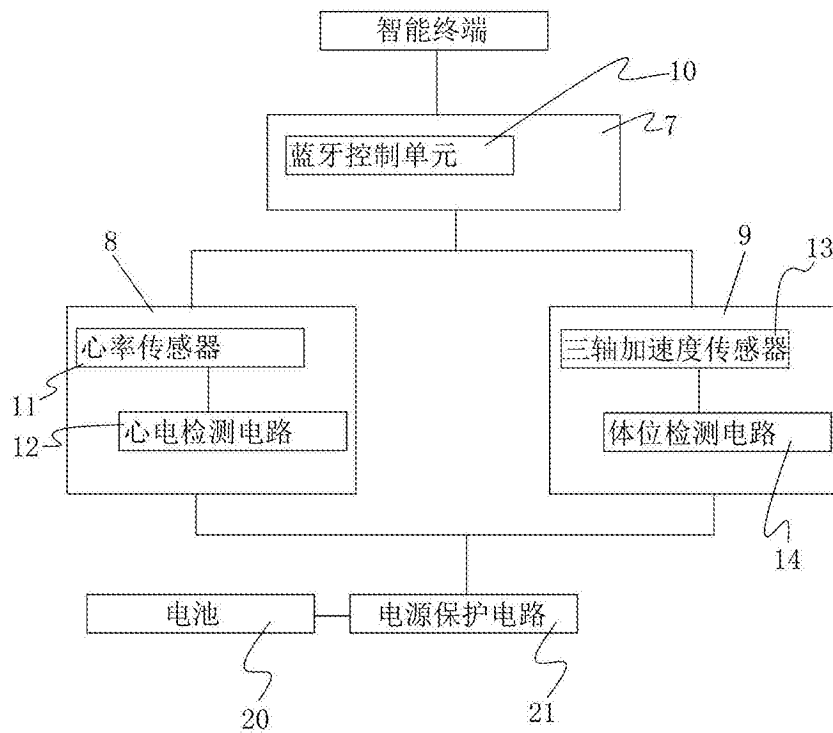 智能终端
10
7
蓝牙控制单元
8
9
13
心率传感器
三轴加速度传感器
11
12
心电检测电路
体位检测电路
14
电池
电源保护电路
20
21